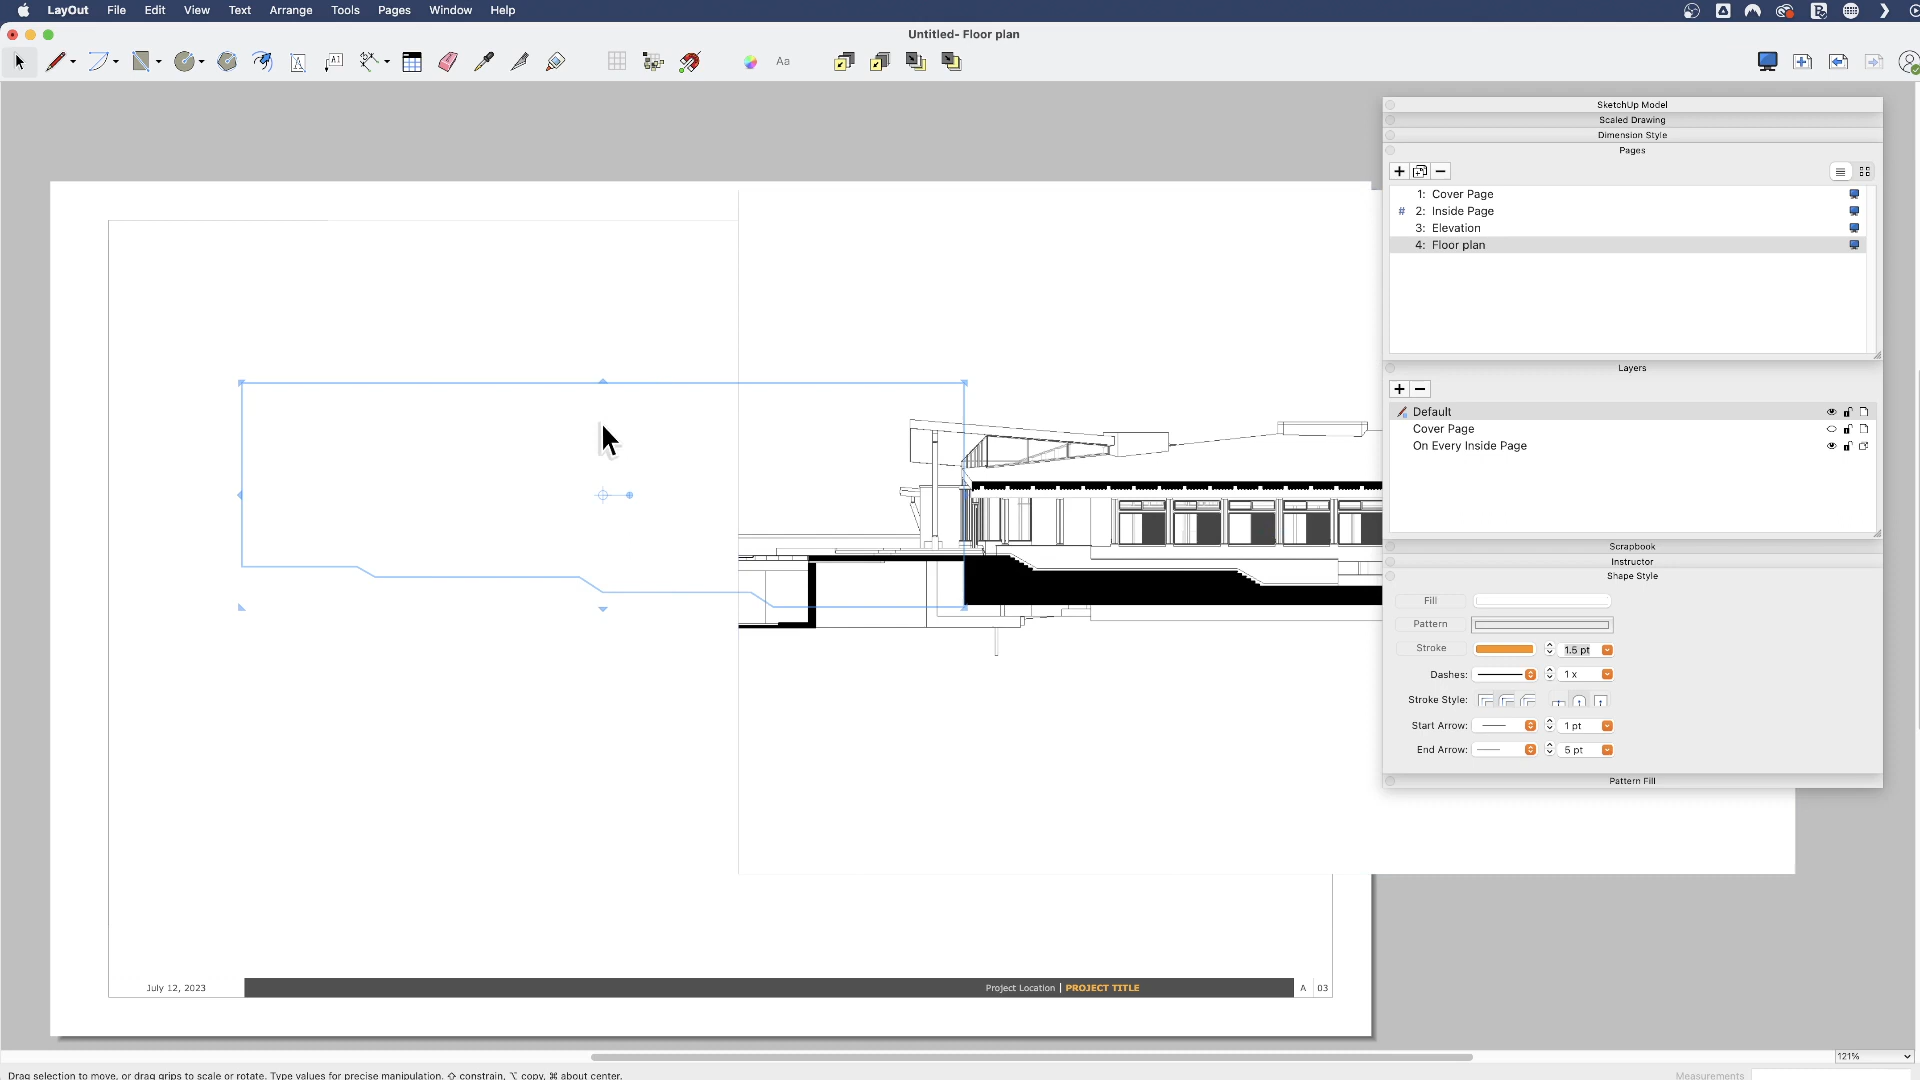 LayOut File Edit View Text Arrange Tools Pages Window Help
Untitled- Floor plan
A
A1
Aa
SketchUp Model
Scaled Drawing
Dimension Style
Pages
1: Cover Page
# 2: Inside Page
3: Elevation
4: Floor plan
Layers
Default
Cover Page
On Every Inside Page
Scrapbook
Instructor
Shape Style
Fill
Pattern
Stroke 1.5 pt
Dashes: 1 x
Stroke Style:
Start Arrow: 1 pt
End Arrow: 5 pt
Pattern Fill
July 12, 2023 Project Location | PROJECT TITLE A 03
121%
Drag selection to move, or drag grips to scale or rotate. Type values for precise manipulation. ⇧ constrain, ⌥ copy, ⌘ about center.
Measurements